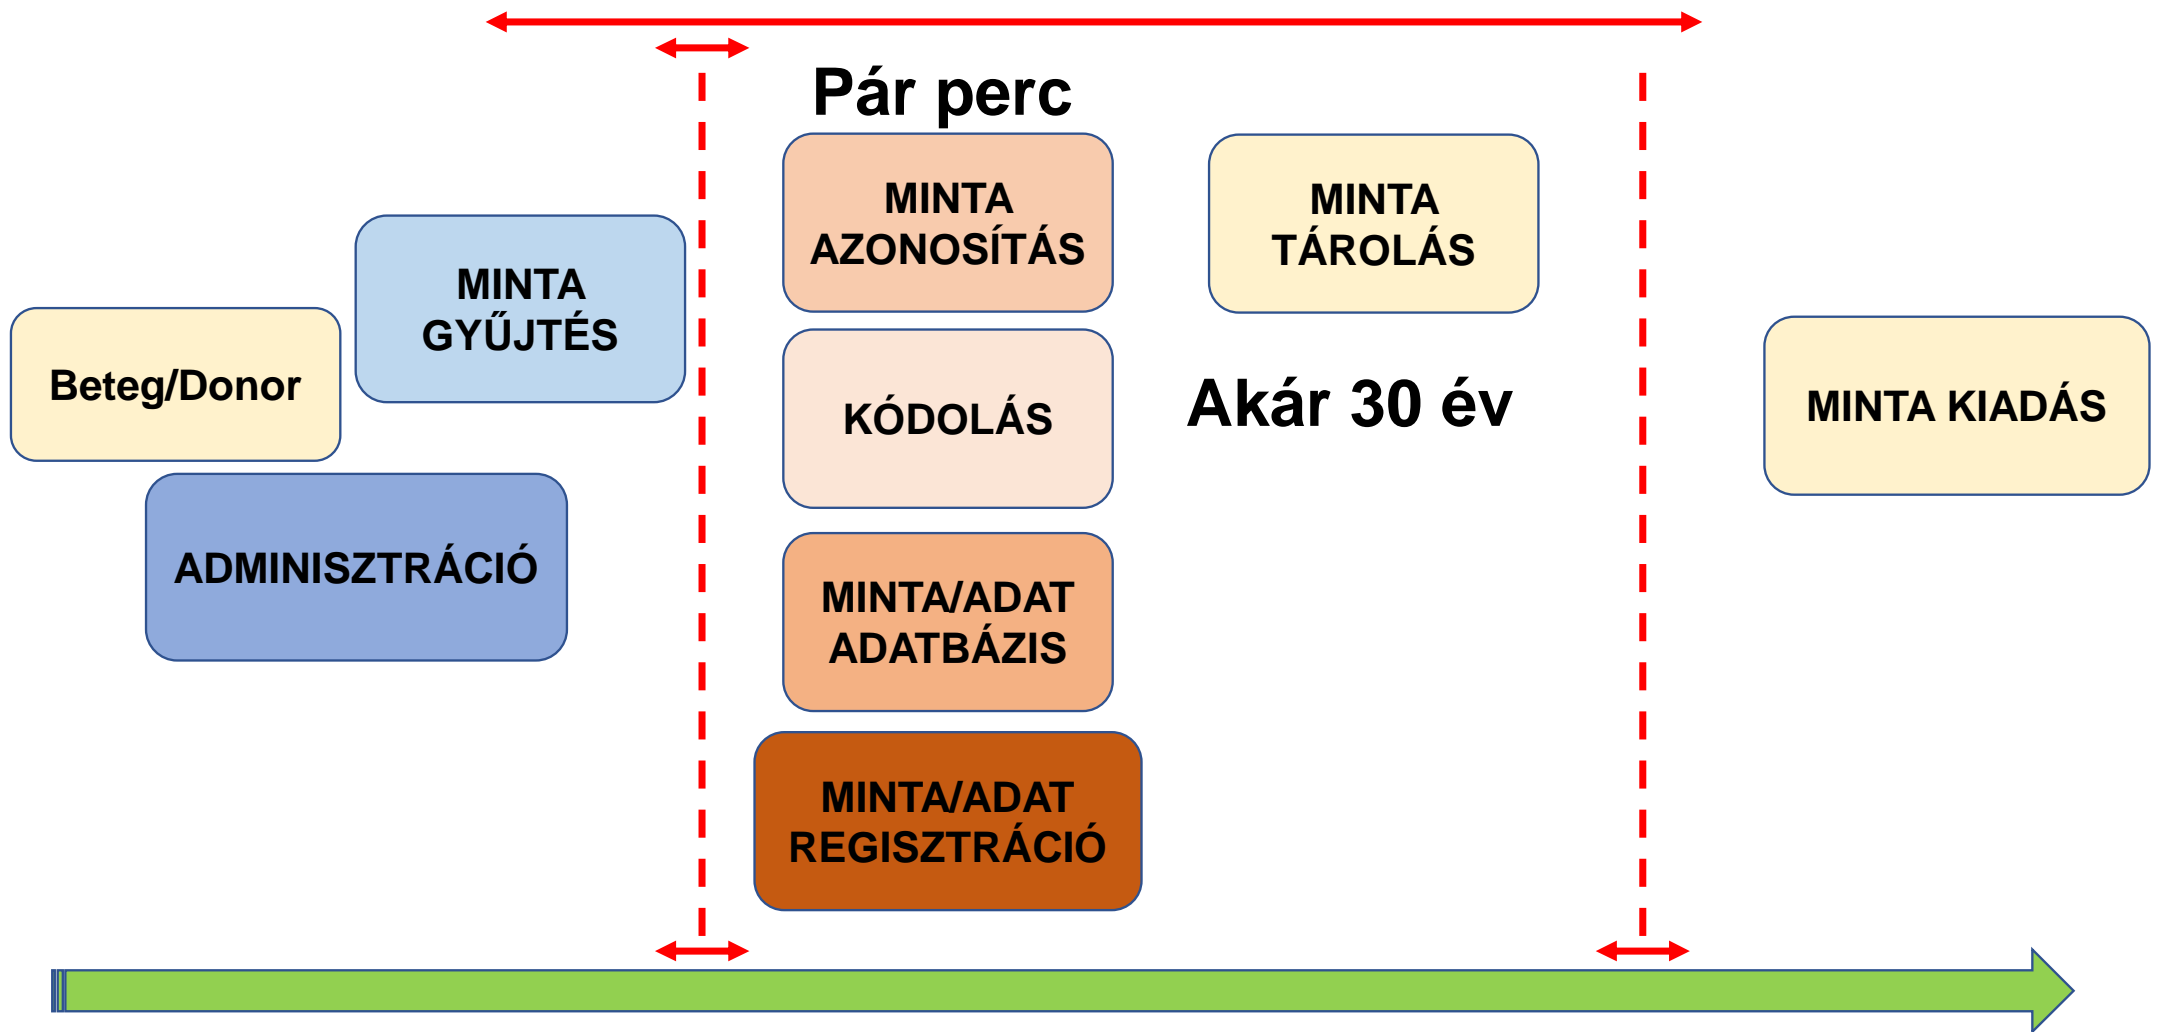 Beteg/Donor
MINTA
GYŰJTÉS
ADMINISZTRÁCIÓ
Pár perc
MINTA
AZONOSÍTÁS
KÓDOLÁS
MINTA/ADAT
ADATBÁZIS
MINTA/ADAT
REGISZTRÁCIÓ
MINTA
TÁROLÁS
Akár 30 év
MINTA KIADÁS